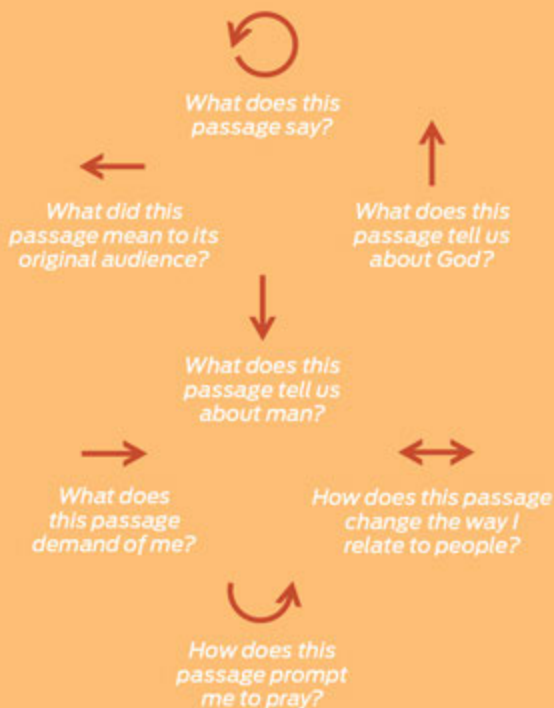 What does this
passage say?
What did this
passage mean to its
original audience?
What does this
passage tell us
about God?
What does this
passage tell us
about man?
What does
this passage
demand of me?
How does this passage
change the way I
relate to people?
How does this
passage prompt
me to pray?